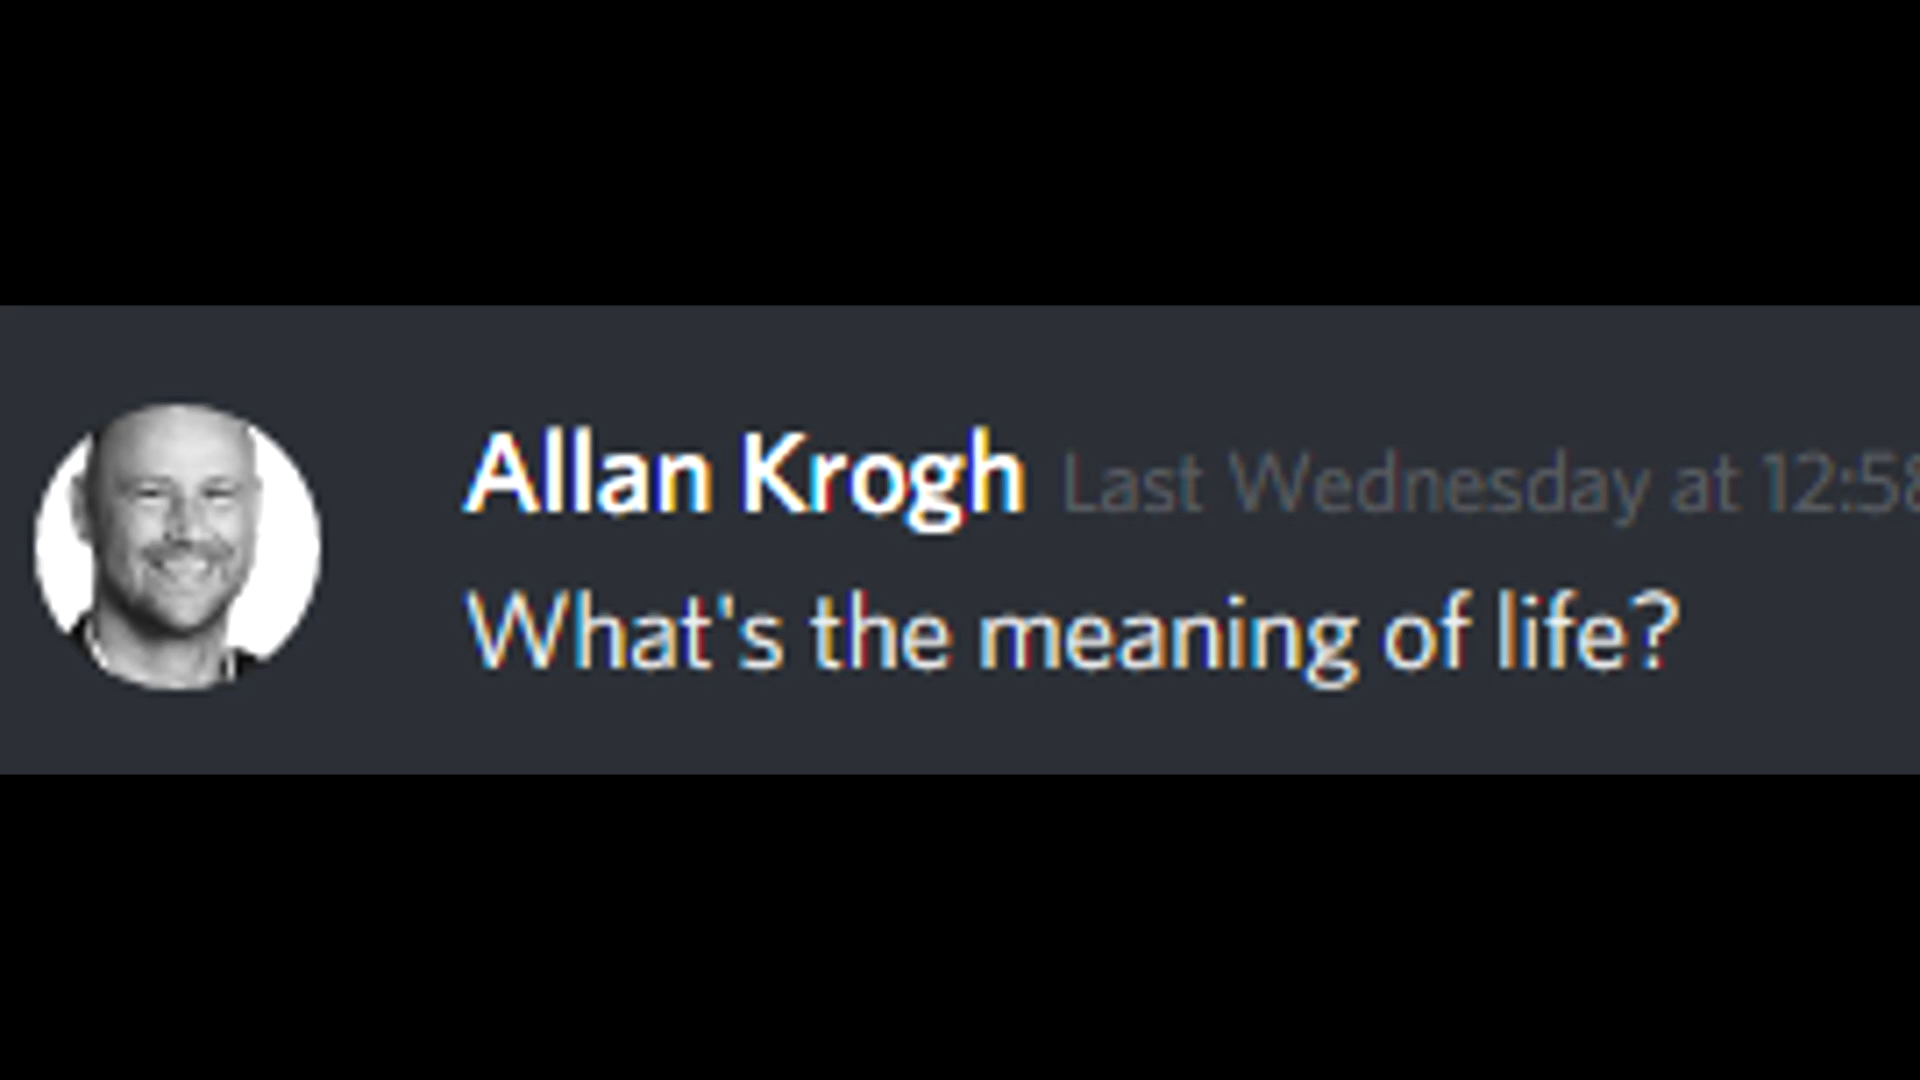 Allan Krogh Last Wednesday at 12:58
What's the meaning of life?